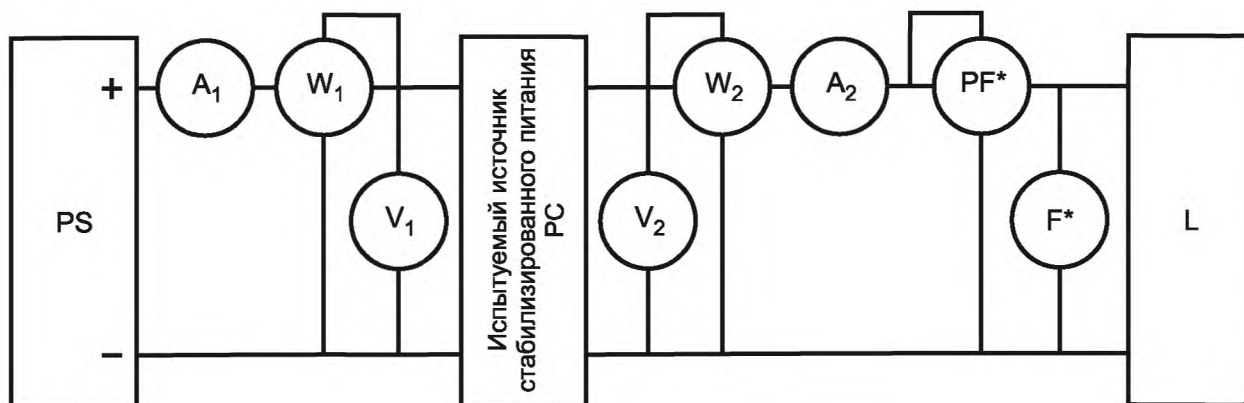 PS
+
−
A₁
W₁
V₁
Испытуемый источник
стабилизированного питания
PC
V₂
W₂
A₂
PF*
F*
L